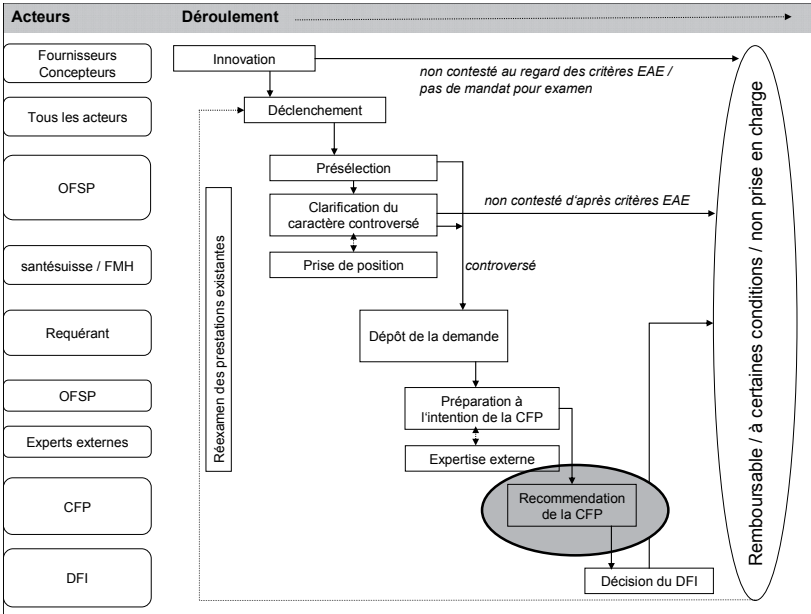 Acteurs
Déroulement
Fournisseurs
Concepteurs
Innovation
non contesté au regard des critères EAE /
pas de mandat pour examen
Tous les acteurs
Déclenchement
OFSP
Présélection
Clarification du
caractère controversé
non contesté d'après critères EAE
santésuisse / FMH
Prise de position
controversé
Requérant
Dépôt de la demande
OFSP
Préparation à
l'intention de la CFP
Experts externes
Expertise externe
CFP
Recommendation
de la CFP
DFI
Décision du DFI
Réexamen des prestations existantes
Remboursable / à certaines conditions / non prise en charge